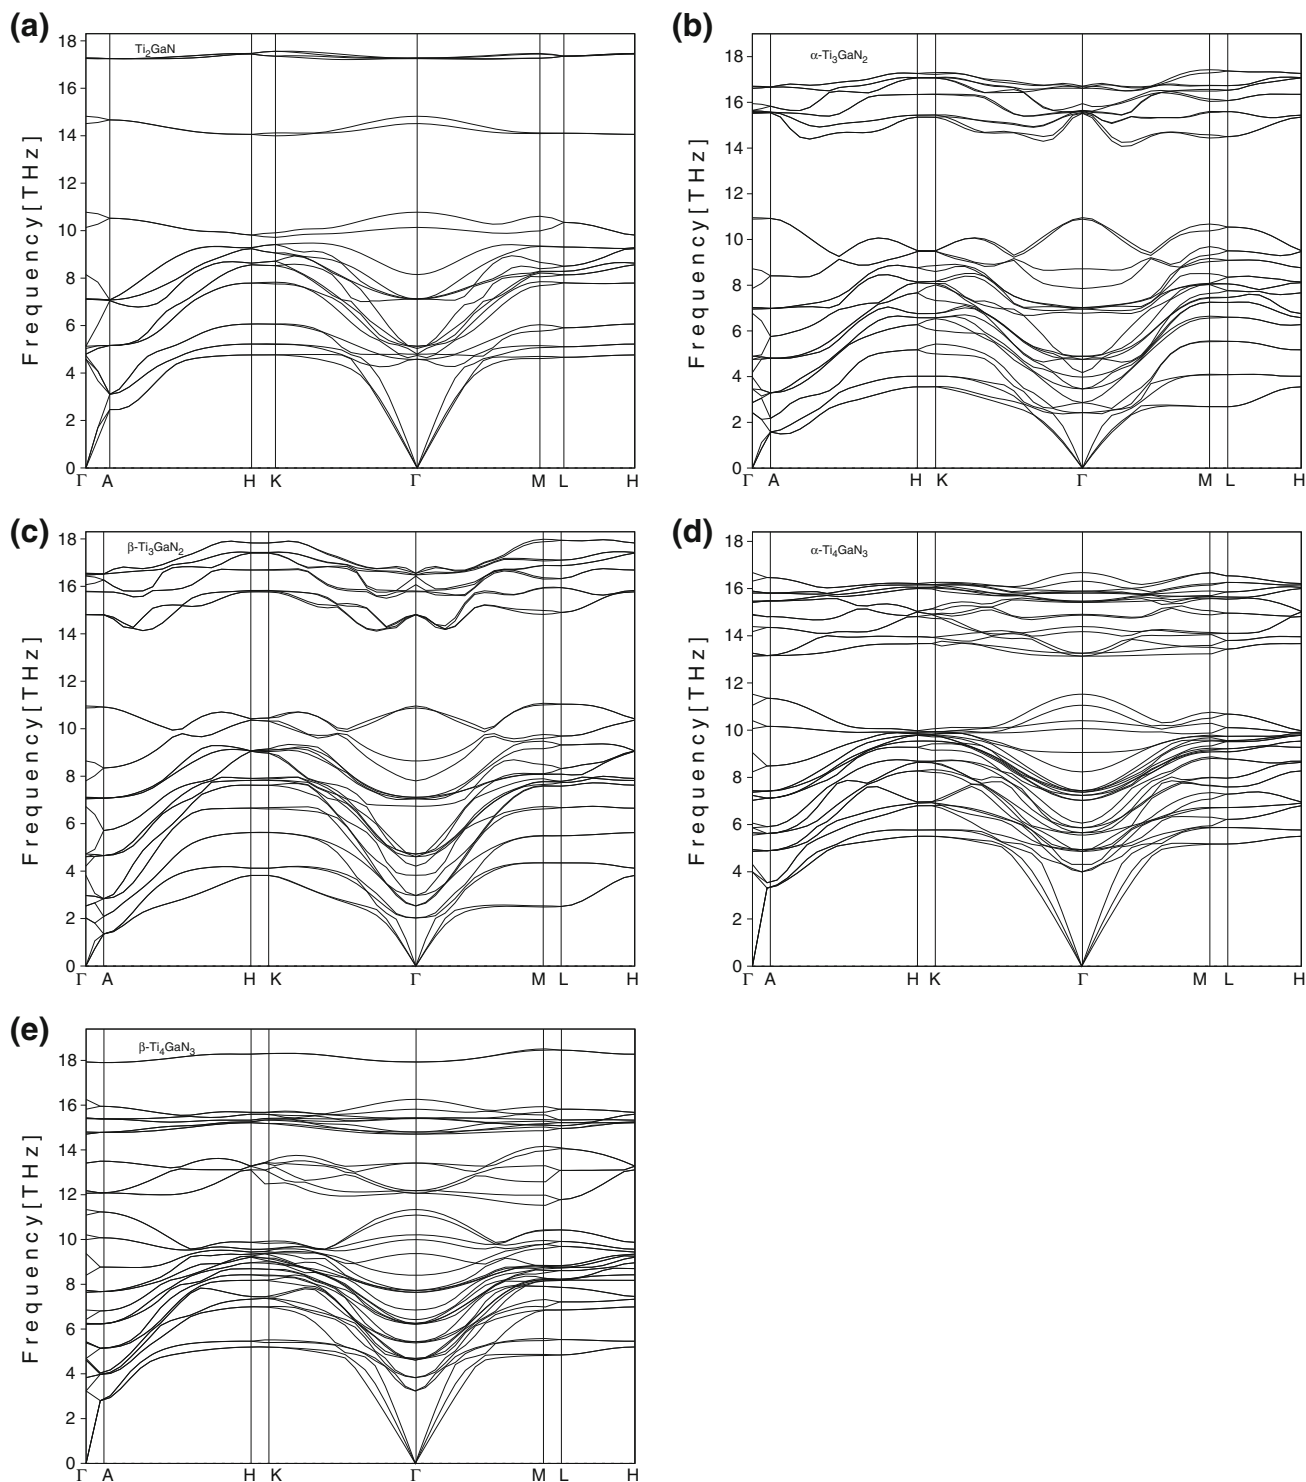 (a)
Ti₂GaN
Frequency[THz]
18
16
14
12
10
8
6
4
2
0
Γ A H K Γ M L H
(b)
α-Ti₃GaN₂
Frequency[THz]
18
16
14
12
10
8
6
4
2
0
Γ A H K Γ M L H
(c)
β-Ti₃GaN₂
Frequency[THz]
18
16
14
12
10
8
6
4
2
0
Γ A H K Γ M L H
(d)
α-Ti₄GaN₃
Frequency[THz]
18
16
14
12
10
8
6
4
2
0
Γ A H K Γ M L H
(e)
β-Ti₄GaN₃
Frequency[THz]
18
16
14
12
10
8
6
4
2
0
Γ A H K Γ M L H